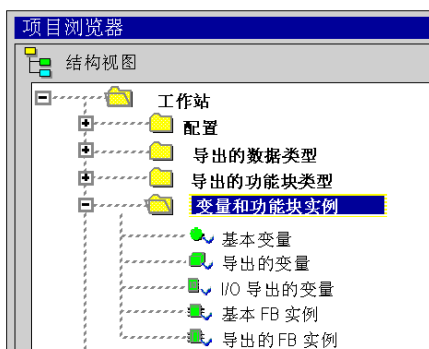 项目浏览器
结构视图
工作站
配置
导出的数据类型
导出的功能块类型
变量和功能块实例
基本变量
导出的变量
I/O 导出的变量
基本 FB 实例
导出的 FB 实例